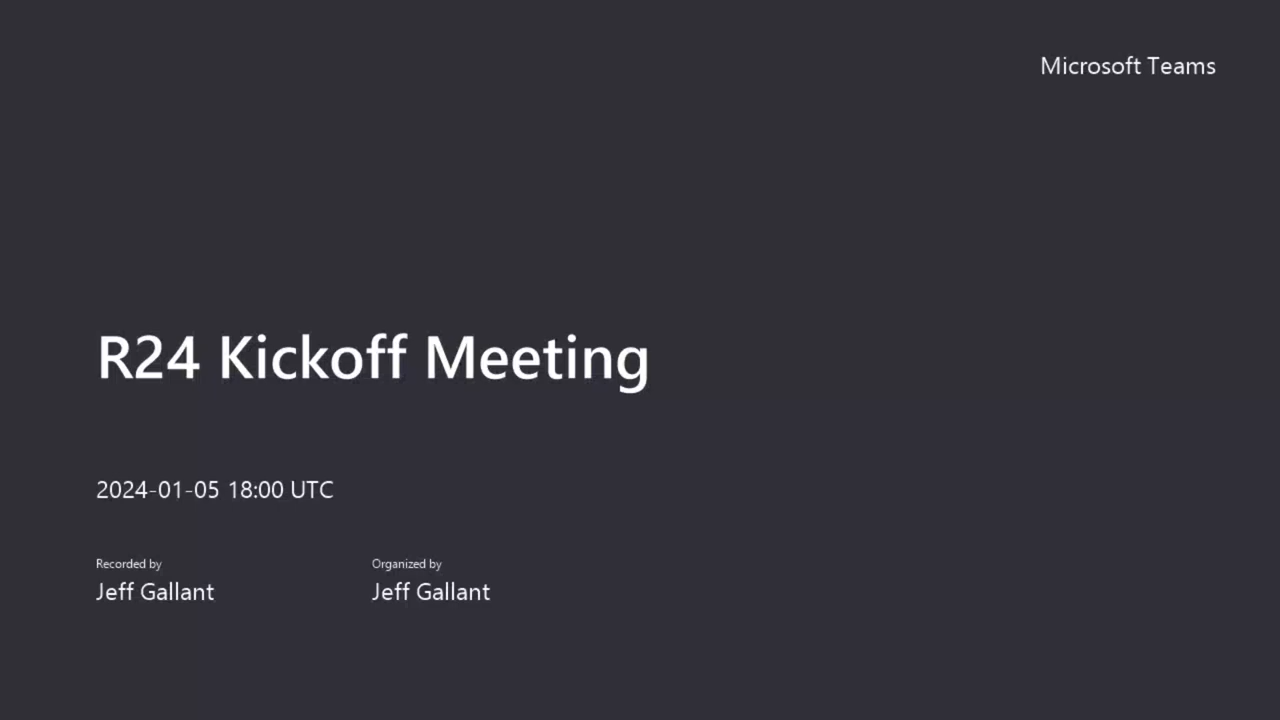 Microsoft Teams
R24 Kickoff Meeting
2024-01-05 18:00 UTC
Recorded by
Jeff Gallant
Organized by
Jeff Gallant